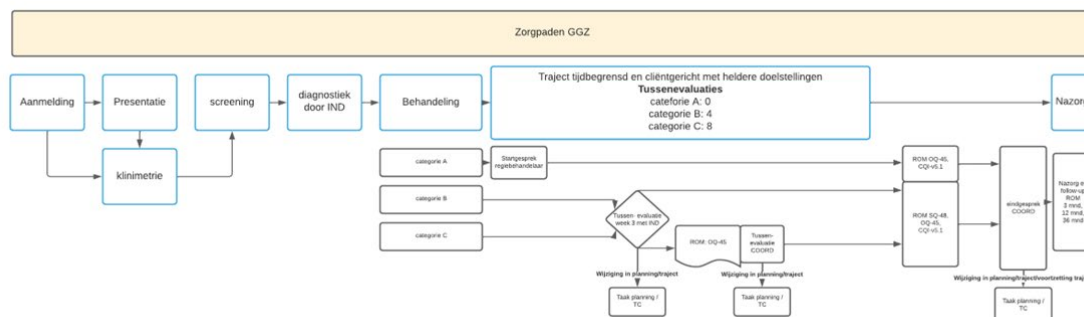 Zorgpaden GGZ
Aanmelding
Presentatie
screening
diagnostiek
door IND
Behandeling
Traject tijdbegrensd en cliëntgericht met heldere doelstellingen
Tussenevaluaties
cateforie A: 0
categorie B: 4
categorie C: 8
Nazorg
klinimetrie
categorie A
Startgesprek
regiebehandelaar
ROM OQ-45,
CQI-v5.1
categorie B
categorie C
Tussen- evaluatie
week 3 met IND
ROM: OQ-45
Tussen-
evaluatie
COORD
ROM SQ-48,
OQ-45,
CQI-v5.1
eindgesprek
COORD
Nazorg e
follow-up
ROM
3 mnd,
12 mnd,
36 mnd
Wijziging in planning/traject
Wijziging in planning/traject
Wijziging in planning/traject/voortzetting traj
Taak planning /
TC
Taak planning /
TC
Taak planning /
TC